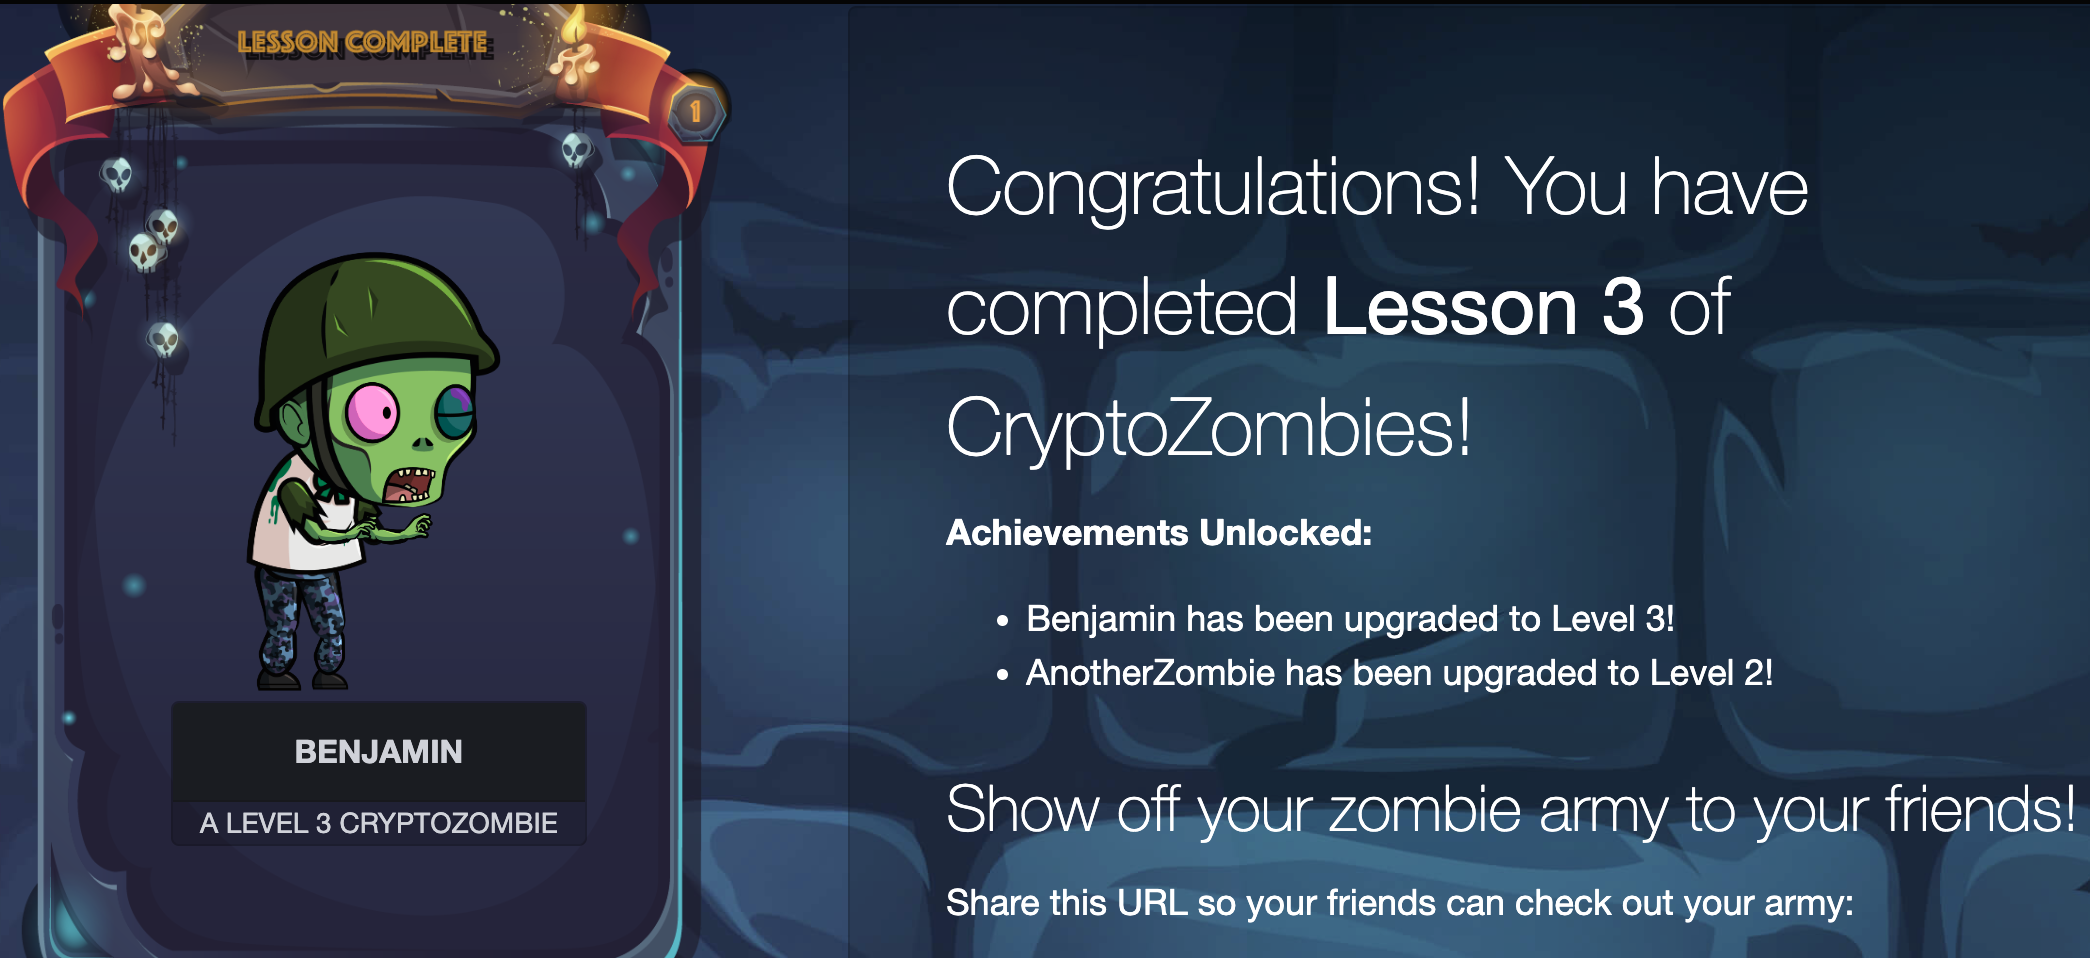 LESSON COMPLETE
1
BENJAMIN
A LEVEL 3 CRYPTOZOMBIE
Congratulations! You have
completed Lesson 3 of
CryptoZombies!
Achievements Unlocked:
• Benjamin has been upgraded to Level 3!
• AnotherZombie has been upgraded to Level 2!
Show off your zombie army to your friends!
Share this URL so your friends can check out your army: